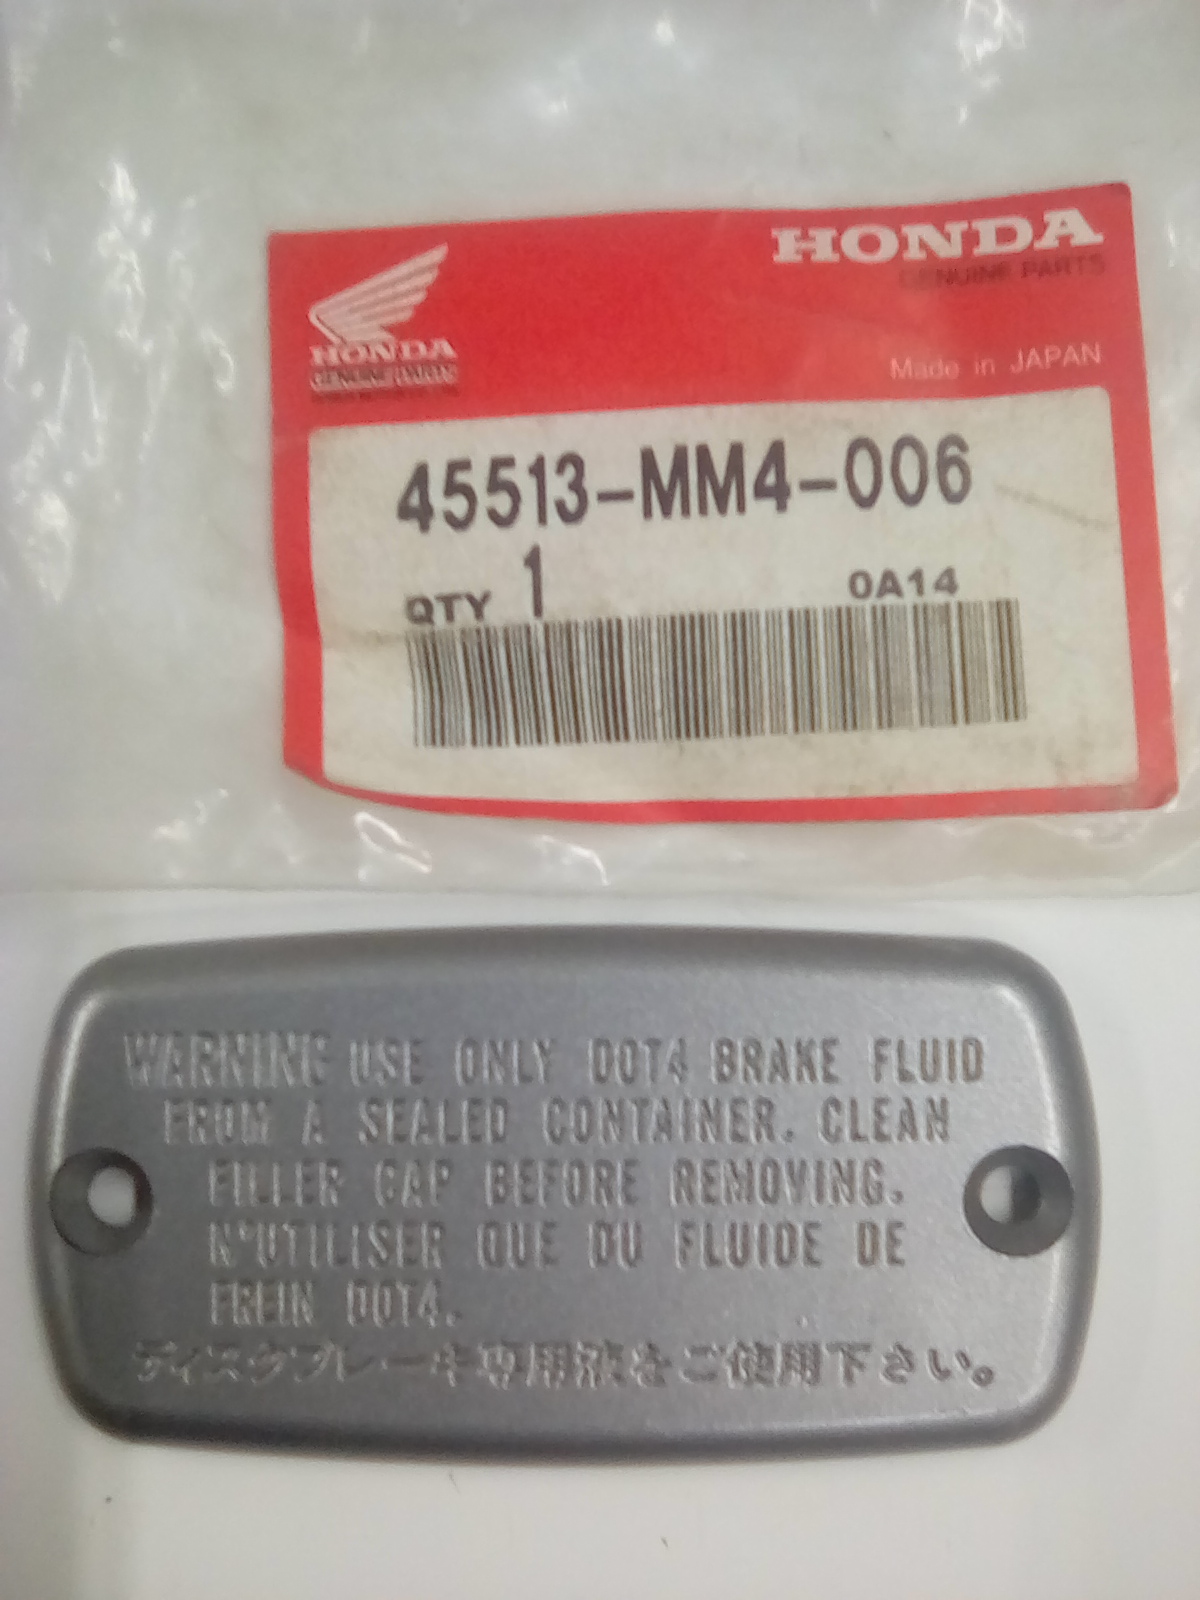 HONDA
GENUINE PARTS
HONDA
GENUINE PARTS
Made in JAPAN
45513-MM4-006
QTY 1
0A14
WARNING USE ONLY DOT4 BRAKE FLUID
FROM A SEALED CONTAINER. CLEAN
FILLER CAP BEFORE REMOVING.
N'UTILISER QUE DU FLUIDE DE
FREIN DOT4.
ディスクブレーキ専用液をご使用下さい。